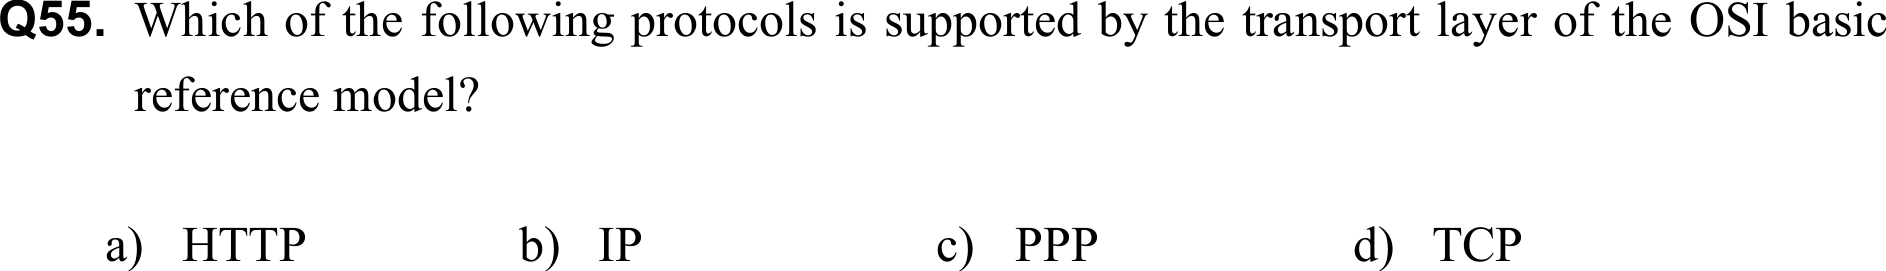 Q55. Which of the following protocols is supported by the transport layer of the OSI basic
reference model?
a) HTTP b) IP c) PPP d) TCP